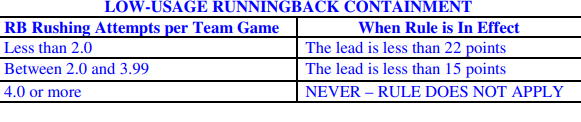 LOW-USAGE RUNNINGBACK CONTAINMENT
RB Rushing Attempts per Team Game When Rule is In Effect
Less than 2.0 The lead is less than 22 points
Between 2.0 and 3.99 The lead is less than 15 points
4.0 or more NEVER – RULE DOES NOT APPLY